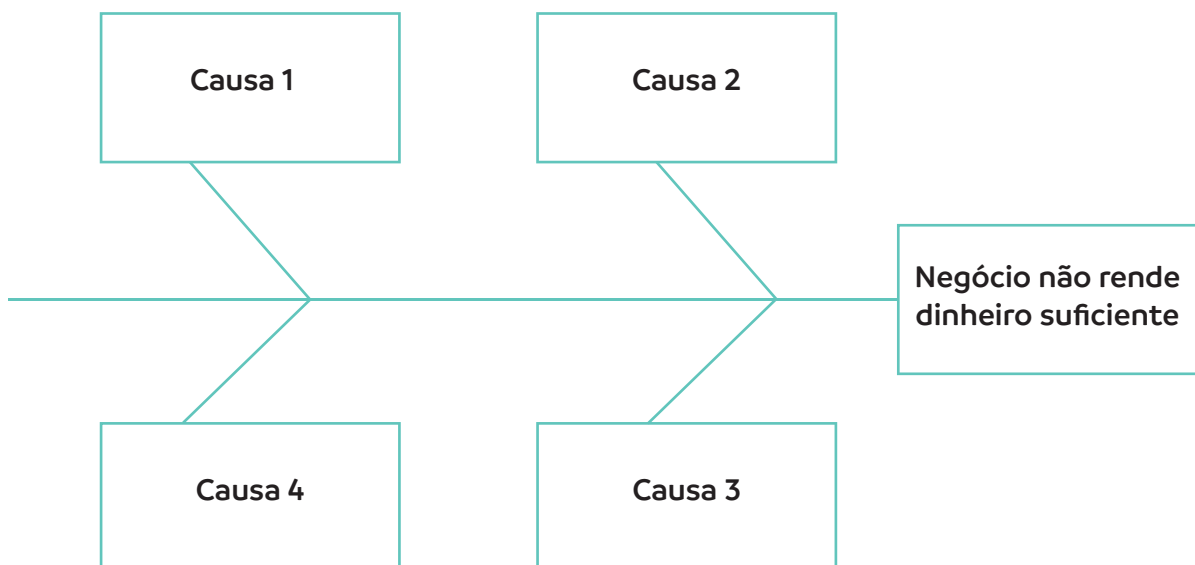 Causa 1
Causa 2
Negócio não rende
dinheiro suficiente
Causa 4
Causa 3